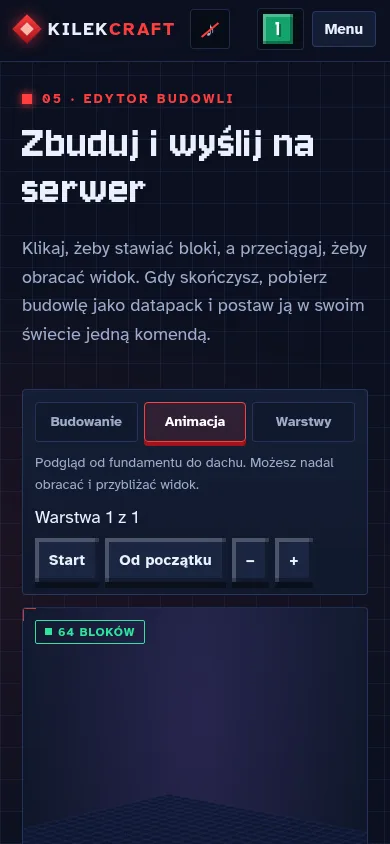 KILEKCRAFT
1
Menu
05 · EDYTOR BUDOWLI
Zbuduj i wyślij na
serwer
Klikaj, żeby stawiać bloki, a przeciągaj, żeby
obracać widok. Gdy skończysz, pobierz
budowlę jako datapack i postaw ją w swoim
świecie jedną komendą.
Budowanie
Animacja
Warstwy
Podgląd od fundamentu do dachu. Możesz nadal
obracać i przybliżać widok.
Warstwa 1 z 1
Start
Od początku
−
+
64 BLOKÓW